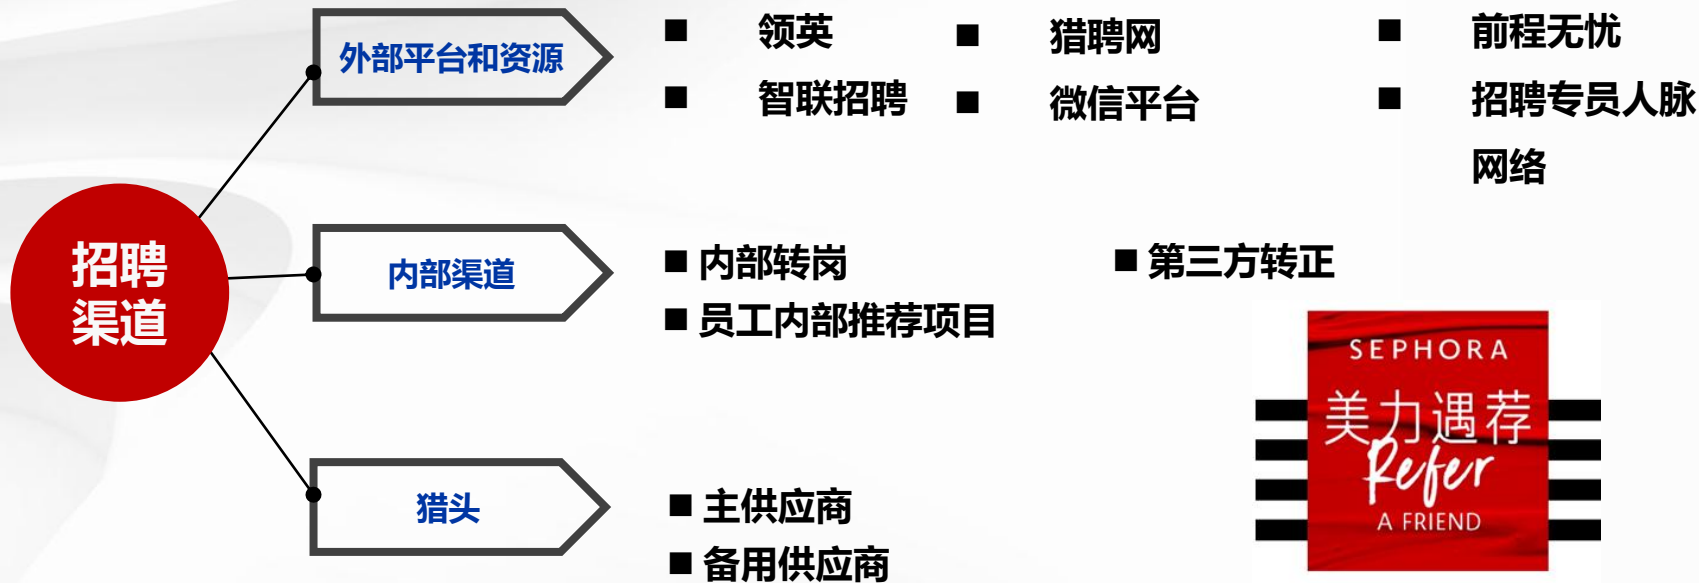 招聘
渠道
外部平台和资源
■ 领英
■ 智联招聘
■ 猎聘网
■ 微信平台
■ 前程无忧
■ 招聘专员人脉
网络
内部渠道
■ 内部转岗
■ 员工内部推荐项目
■ 第三方转正
SEPHORA
美力遇荐
Refer
A FRIEND
猎头
■ 主供应商
■ 备用供应商